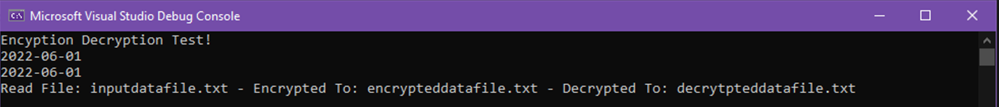 Microsoft Visual Studio Debug Console
Encyption Decryption Test!
2022-06-01
2022-06-01
Read File: inputdatafile.txt - Encrypted To: encrypteddatafile.txt - Decrypted To: decrytpteddatafile.txt